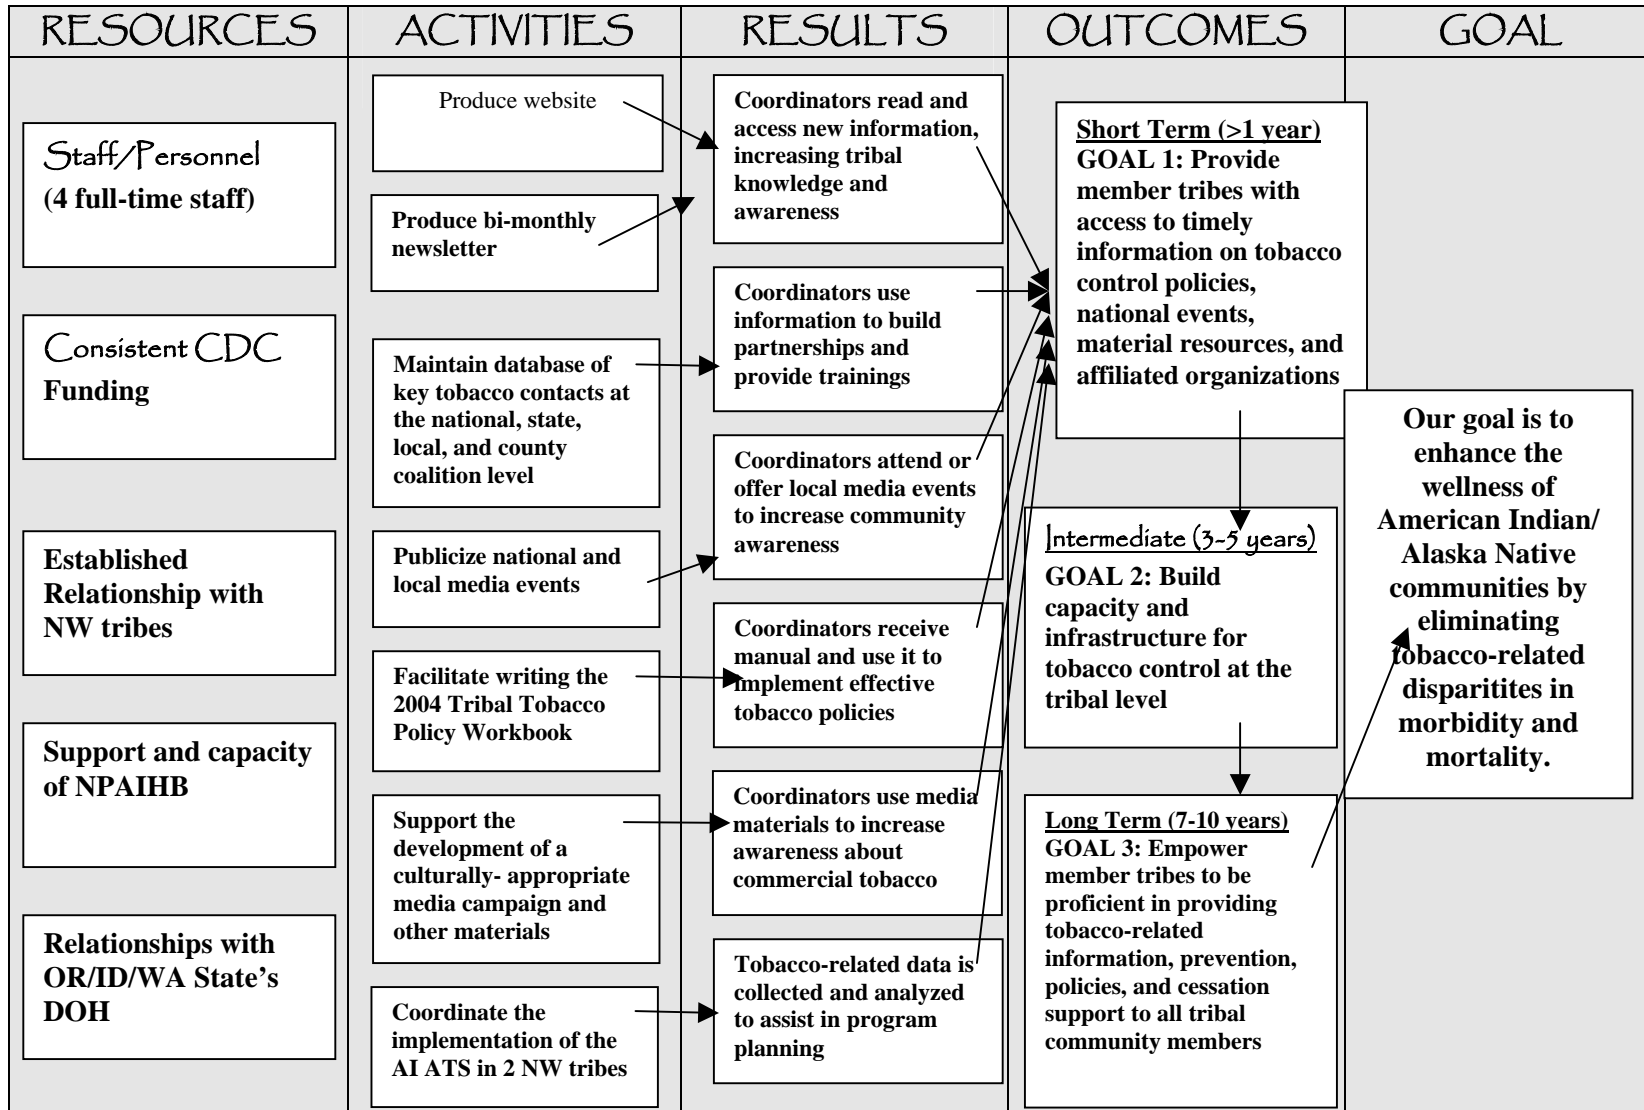 RESOURCES
ACTIVITIES
RESULTS
OUTCOMES
GOAL
Staff/Personnel
(4 full-time staff)
Consistent CDC
Funding
Established
Relationship with
NW tribes
Support and capacity
of NPAIHB
Relationships with
OR/ID/WA State’s
DOH
Produce website
Produce bi-monthly
newsletter
Maintain database of
key tobacco contacts at
the national, state,
local, and county
coalition level
Publicize national and
local media events
Facilitate writing the
2004 Tribal Tobacco
Policy Workbook
Support the
development of a
culturally- appropriate
media campaign and
other materials
Coordinate the
implementation of the
AI ATS in 2 NW tribes
Coordinators read and
access new information,
increasing tribal
knowledge and
awareness
Coordinators use
information to build
partnerships and
provide trainings
Coordinators attend or
offer local media events
to increase community
awareness
Coordinators receive
manual and use it to
implement effective
tobacco policies
Coordinators use media
materials to increase
awareness about
commercial tobacco
Tobacco-related data is
collected and analyzed
to assist in program
planning
Short Term (>1 year)
GOAL 1: Provide
member tribes with
access to timely
information on tobacco
control policies,
national events,
material resources, and
affiliated organizations
Intermediate (3-5 years)
GOAL 2: Build
capacity and
infrastructure for
tobacco control at the
tribal level
Long Term (7-10 years)
GOAL 3: Empower
member tribes to be
proficient in providing
tobacco-related
information, prevention,
policies, and cessation
support to all tribal
community members
Our goal is to
enhance the
wellness of
American Indian/
Alaska Native
communities by
eliminating
tobacco-related
disparitites in
morbidity and
mortality.